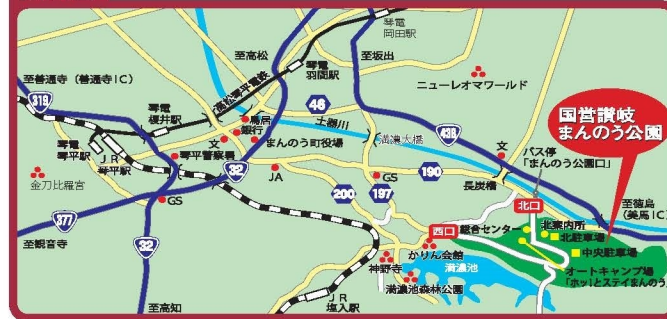 琴電
岡田駅
至高松
至坂出
琴電
羽間駅
ニューレオマワールド
至善通寺(善通寺IC)
高松琴平電鉄
319
琴電
榎井駅
46
鳥居
銀行
土器川
438
国営讃岐
まんのう公園
文
まんのう町役場
満濃大橋
バス停
「まんのう公園口」
琴電
琴平駅
JR
琴平駅
琴平警察署
32
文
JA
GS
190
金刀比羅宮
長炭橋
200
197
GS
北口
至徳島
(美馬IC)
377
西口
総合センター
北案内所
北駐車場
至観音寺
32
かりん会館
中央駐車場
神野寺
満濃池
オートキャンプ場
「ホッ!とステイまんのう」
満濃池森林公園
JR
塩入駅
至高知